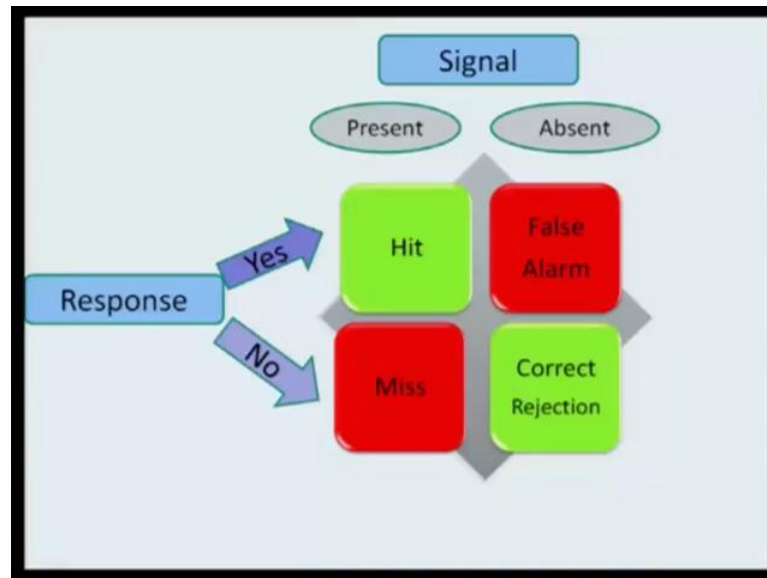 Signal
Present
Absent
Yes
Hit
False
Alarm
Response
No
Miss
Correct
Rejection